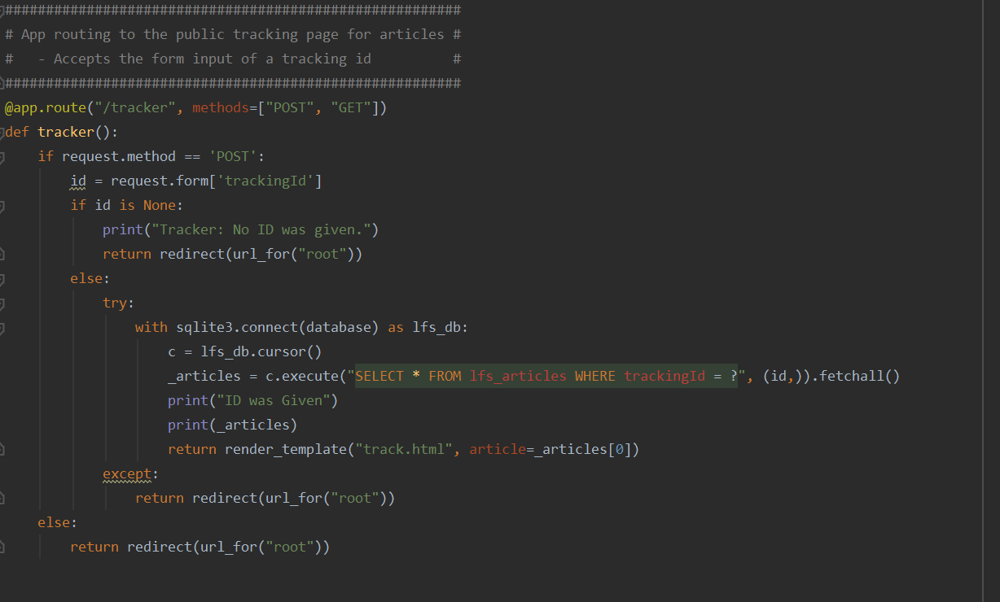 ########################################################
# App routing to the public tracking page for articles #
#   - Accepts the form input of a tracking id          #
########################################################
@app.route("/tracker", methods=["POST", "GET"])
def tracker():
    if request.method == 'POST':
        id = request.form['trackingId']
        if id is None:
            print("Tracker: No ID was given.")
            return redirect(url_for("root"))
        else:
            try:
                with sqlite3.connect(database) as lfs_db:
                    c = lfs_db.cursor()
                    _articles = c.execute("SELECT * FROM lfs_articles WHERE trackingId = ?", (id,)).fetchall()
                    print("ID was Given")
                    print(_articles)
                    return render_template("track.html", article=_articles[0])
            except:
                return redirect(url_for("root"))
    else:
        return redirect(url_for("root"))